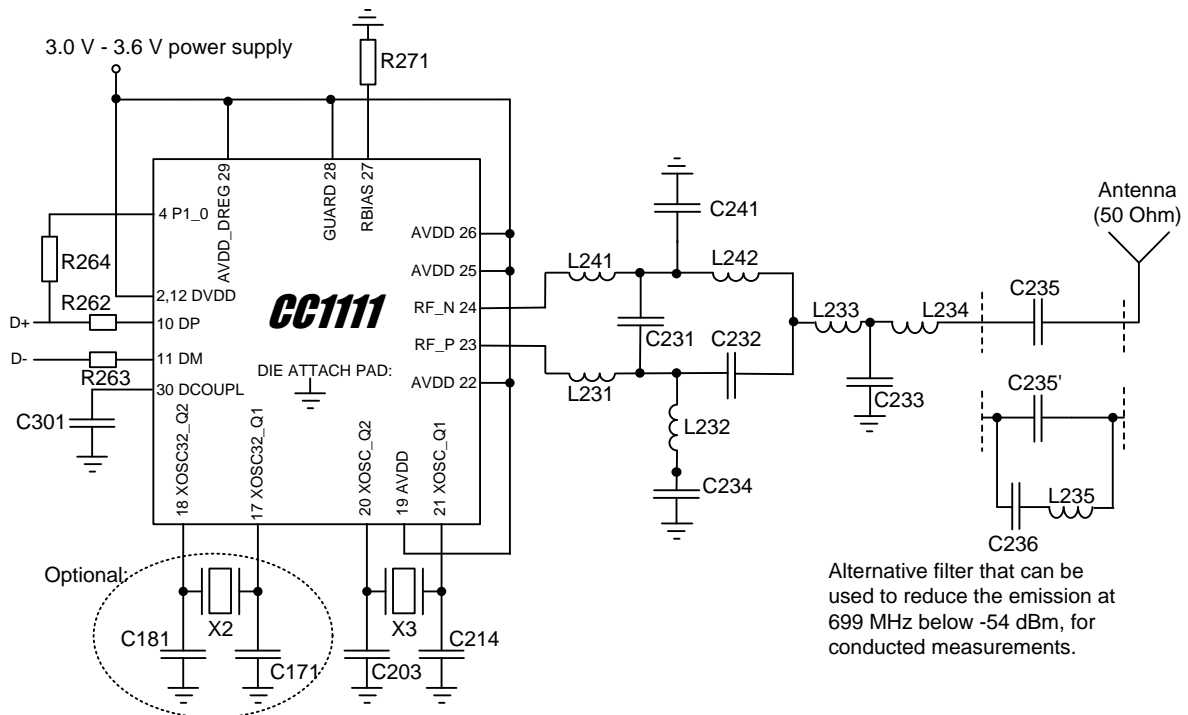 3.0 V - 3.6 V power supply
R271
AVDD_DREG 29
GUARD 28
RBIAS 27
4 P1_0
R264
R262
2,12 DVDD
D+
10 DP
D-
11 DM
R263
30 DCOUPL
C301
CC1111
DIE ATTACH PAD:
AVDD 26
AVDD 25
RF_N 24
RF_P 23
AVDD 22
18 XOSC32_Q2
17 XOSC32_Q1
20 XOSC_Q2
19 AVDD
21 XOSC_Q1
Optional:
X2
X3
C181
C171
C203
C214
C241
L241
L242
C231
C232
L231
L232
C234
L233
L234
C233
Antenna
(50 Ohm)
C235
C235'
L235
C236
Alternative filter that can be
used to reduce the emission at
699 MHz below -54 dBm, for
conducted measurements.